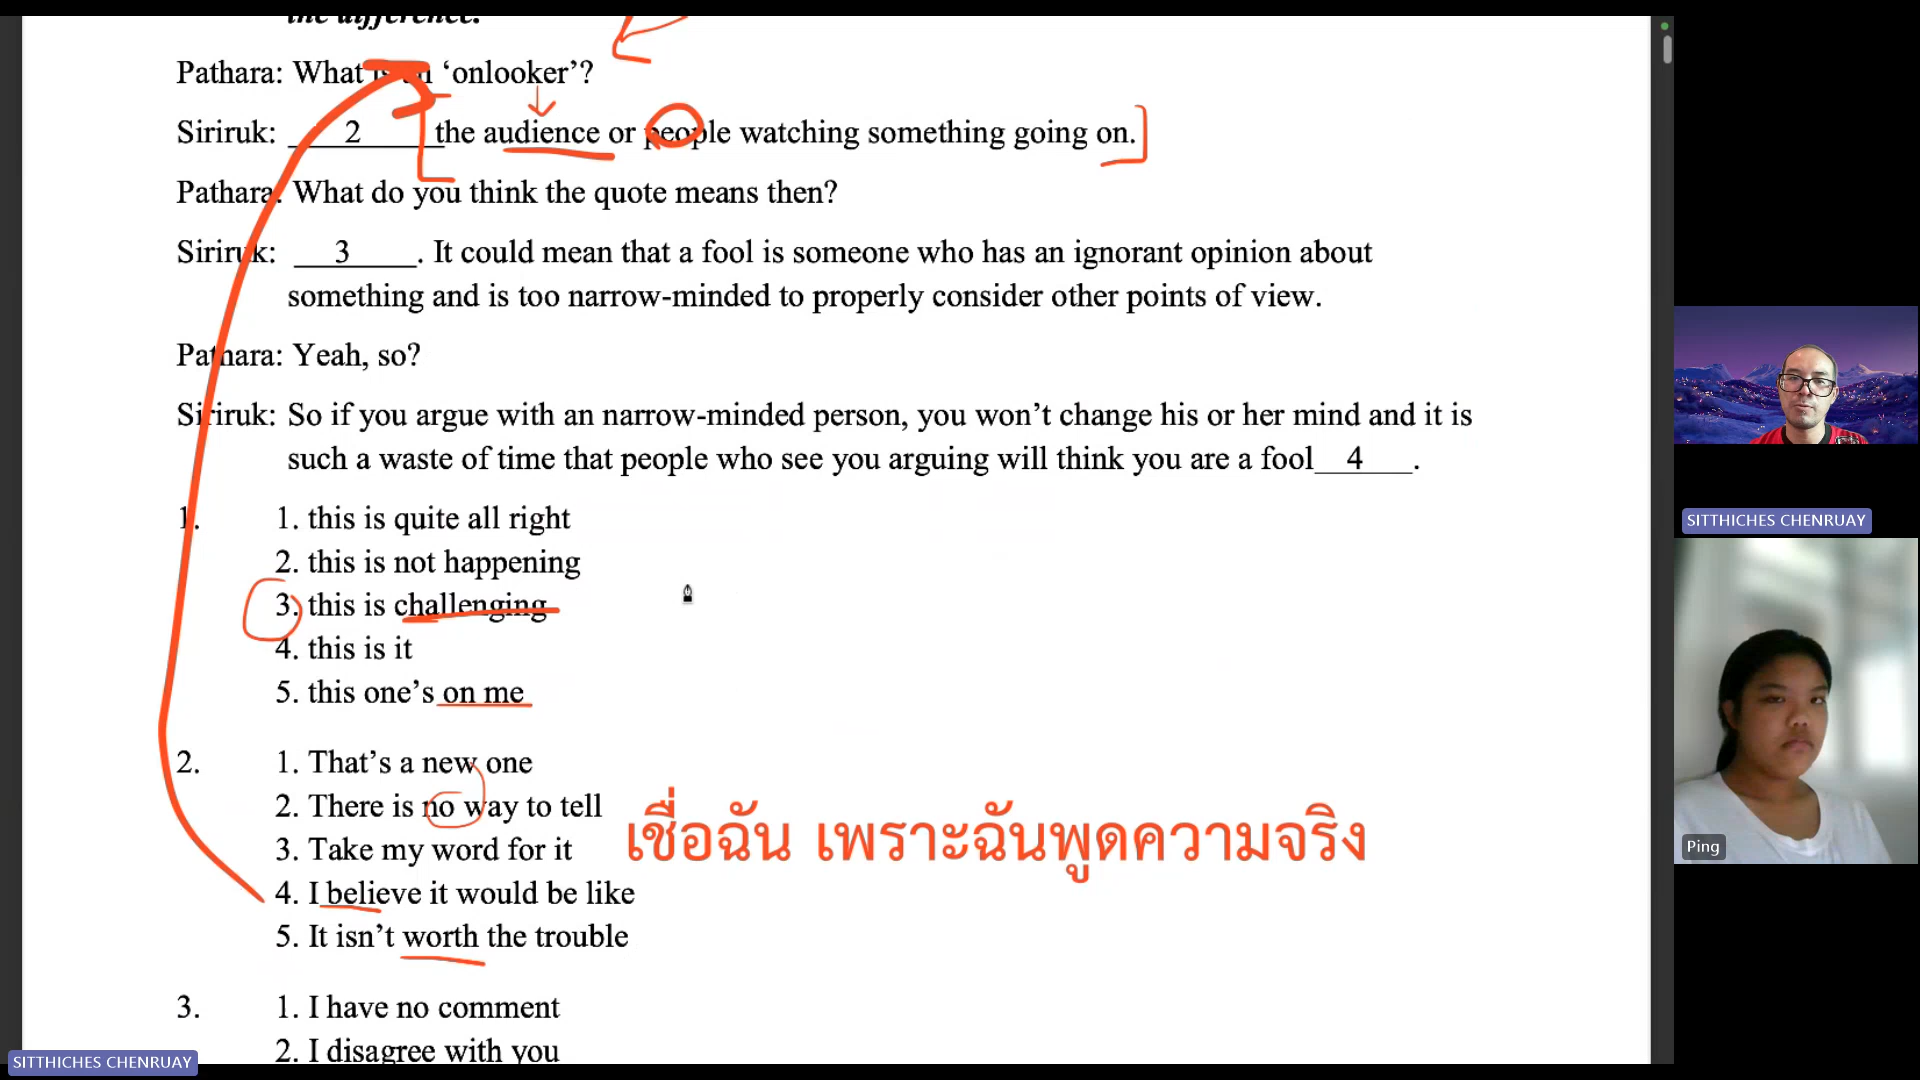 the difference.
Pathara: What is an ‘onlooker’?
Siriruk: ____2____ the audience or people watching something going on.
Pathara: What do you think the quote means then?
Siriruk: ____3____. It could mean that a fool is someone who has an ignorant opinion about
something and is too narrow-minded to properly consider other points of view.
Pathara: Yeah, so?
Siriruk: So if you argue with an narrow-minded person, you won’t change his or her mind and it is
such a waste of time that people who see you arguing will think you are a fool____4____.
1. 1. this is quite all right
2. this is not happening
3. this is challenging
4. this is it
5. this one’s on me
2. 1. That’s a new one
2. There is no way to tell
3. Take my word for it
เชื่อฉัน เพราะฉันพูดความจริง
4. I believe it would be like
5. It isn’t worth the trouble
3. 1. I have no comment
2. I disagree with you
SITTHICHES CHENRUAY
Ping
SITTHICHES CHENRUAY